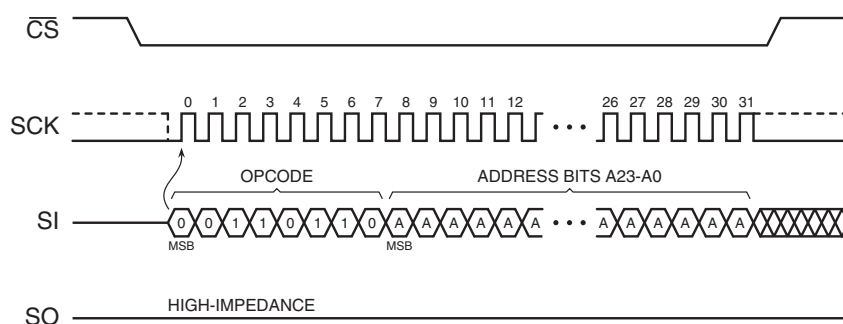 CS
0 1 2 3 4 5 6 7 8 9 10 11 12 26 27 28 29 30 31
SCK
OPCODE ADDRESS BITS A23-A0
SI 0 0 1 1 0 1 1 0 A A A A A A A A A A A A
MSB MSB
HIGH-IMPEDANCE
SO